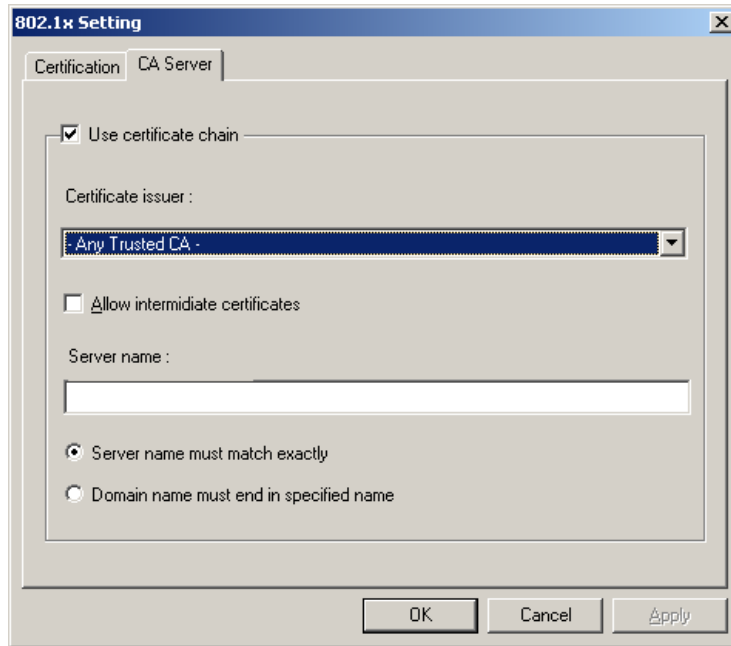 802.1x Setting
Certification CA Server
Use certificate chain
Certificate issuer :
- Any Trusted CA -
Allow intermidiate certificates
Server name :
Server name must match exactly
Domain name must end in specified name
OK Cancel Apply